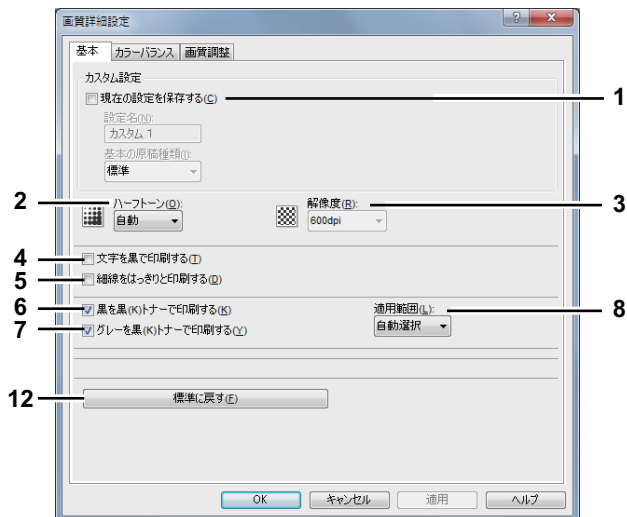 画質詳細設定
基本 カラーバランス 画質調整
カスタム設定
現在の設定を保存する(C) 1
設定名(N):
カスタム 1
基本の原稿種類(I):
標準
2 ハーフトーン(O): 解像度(R): 3
自動 600dpi
4 文字を黒で印刷する(T)
5 細線をはっきりと印刷する(D)
6 黒を黒(K)トナーで印刷する(K) 適用範囲(L): 8
7 グレーを黒(K)トナーで印刷する(Y) 自動選択
12 標準に戻す(F)
OK キャンセル 適用 ヘルプ